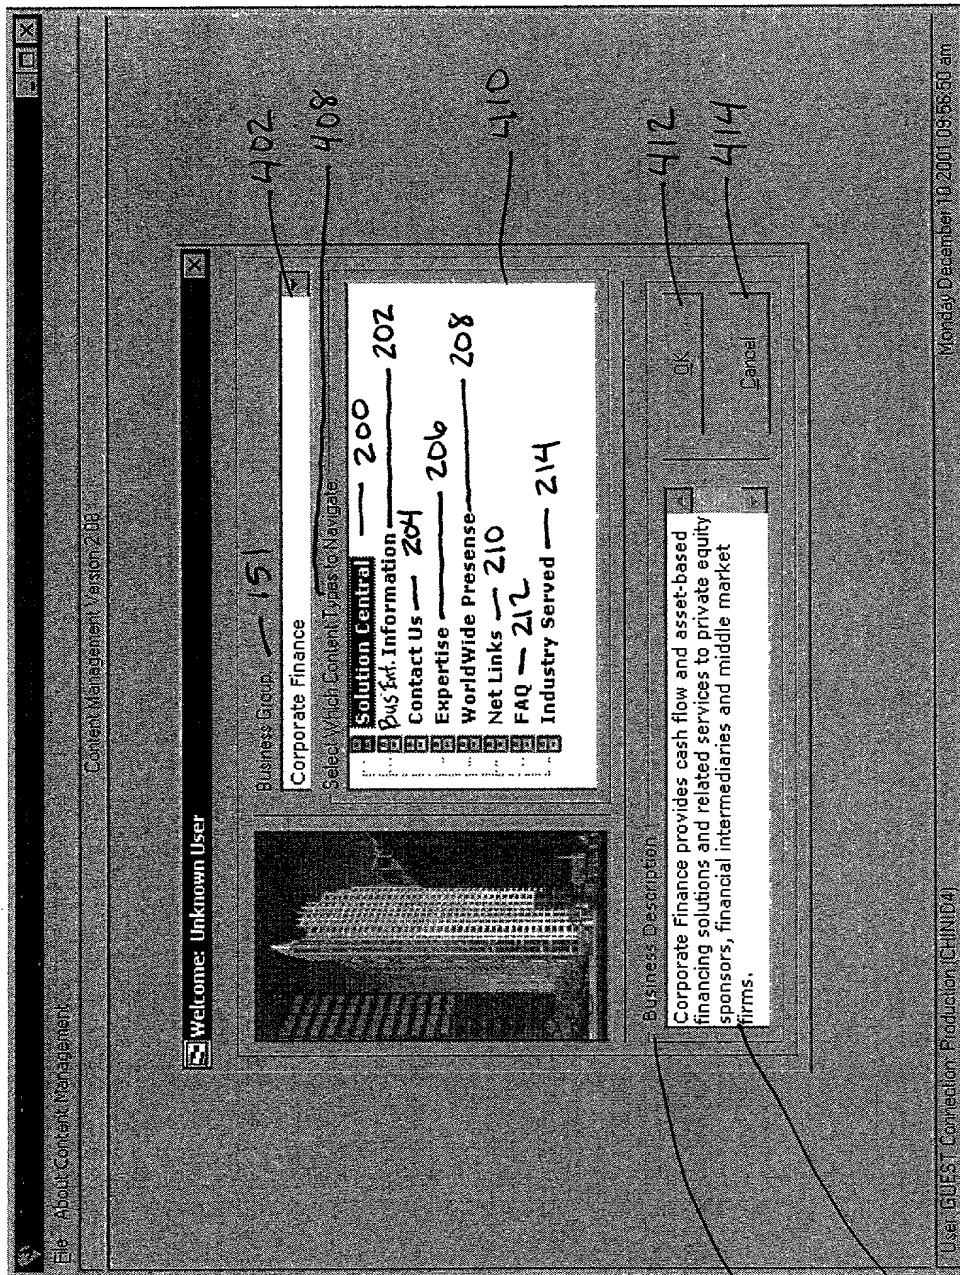 File About Content Management
Content Management Version 2.08
Welcome: Unknown User
Business Group — 151
Corporate Finance — 402
Select Which Content Types to Navigate — 408
Solution Central — 200
Bus Ent. Information — 202
Contact Us — 204
Expertise — 206
WorldWide Presense — 208
Net Links — 210
FAQ — 212
Industry Served — 214
410
Business Description
Corporate Finance provides cash flow and asset-based
financing solutions and related services to private equity
sponsors, financial intermediaries and middle market
firms.
OK — 412
Cancel — 414
User: GUEST Connection Production (CHINID4)
Monday December 10 2001 09:56:50 am